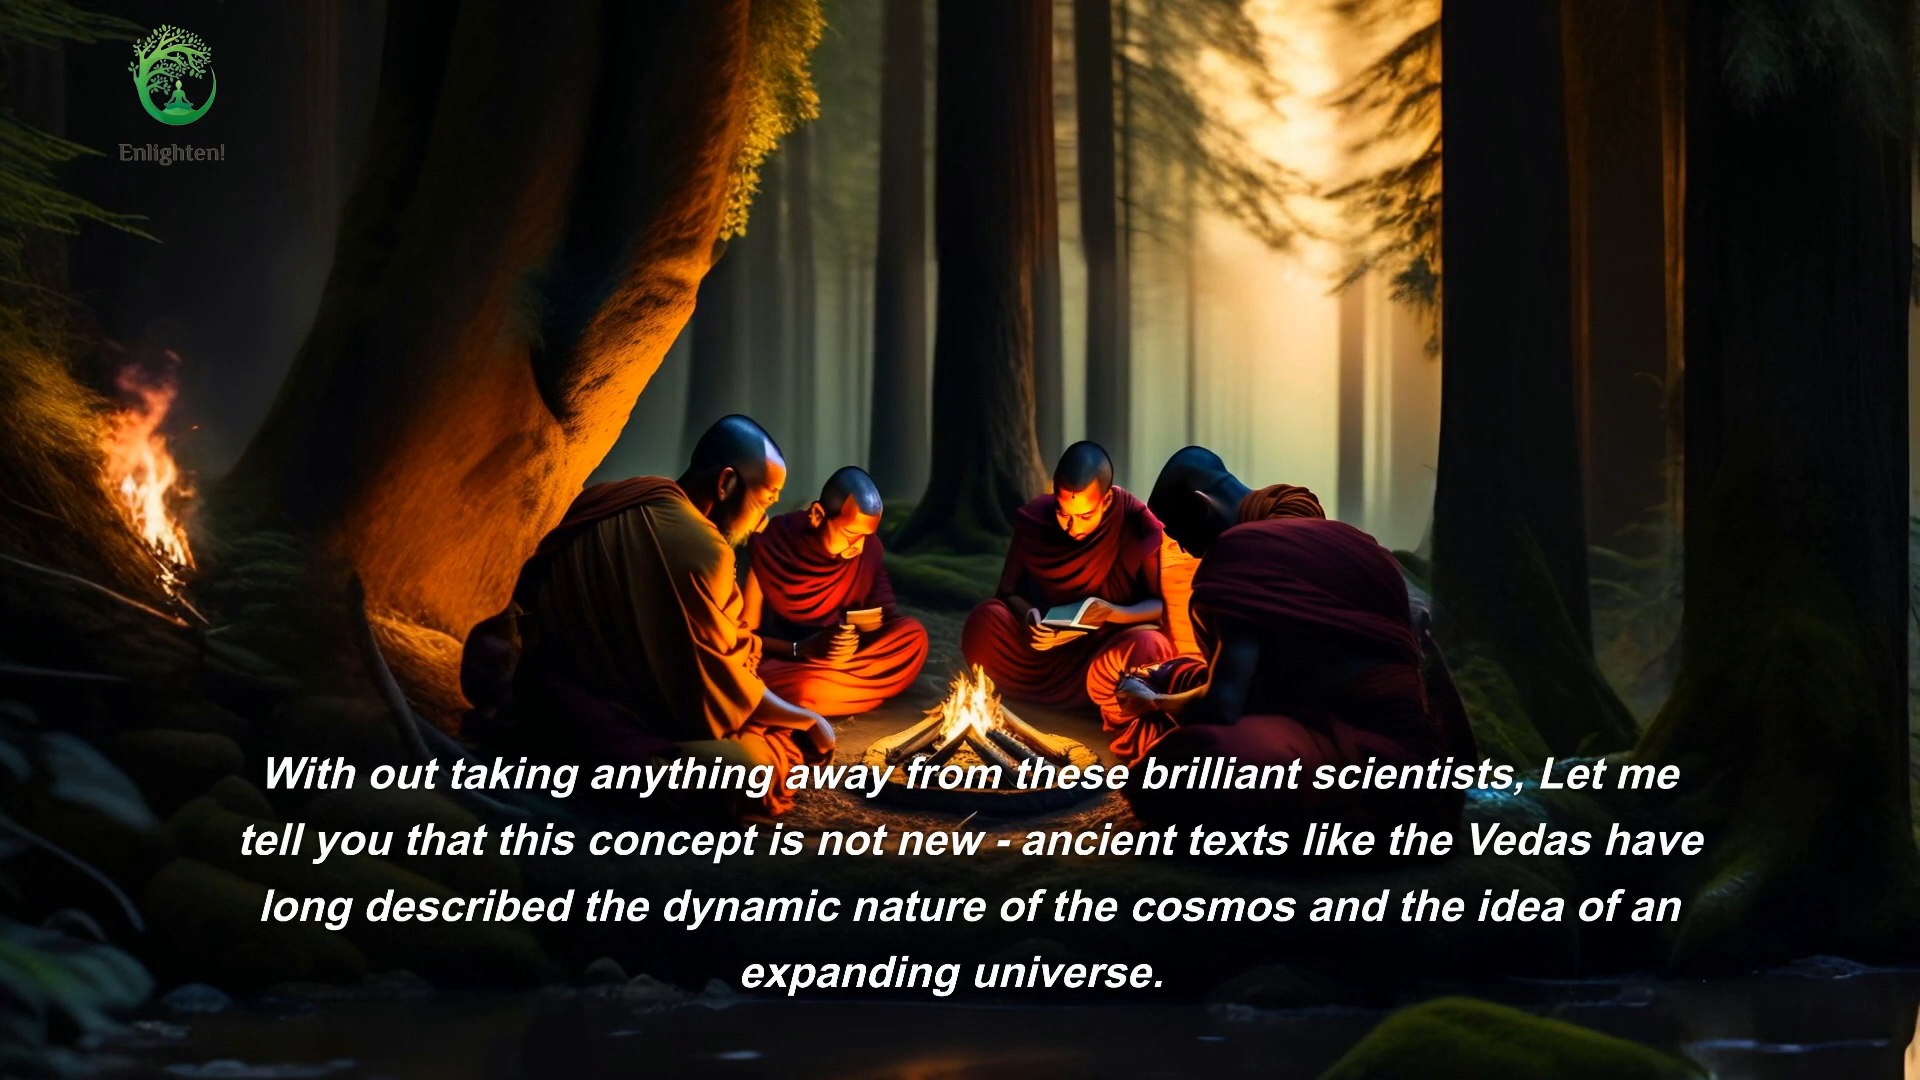 Enlighten!
With out taking anything away from these brilliant scientists, Let me
tell you that this concept is not new - ancient texts like the Vedas have
long described the dynamic nature of the cosmos and the idea of an
expanding universe.